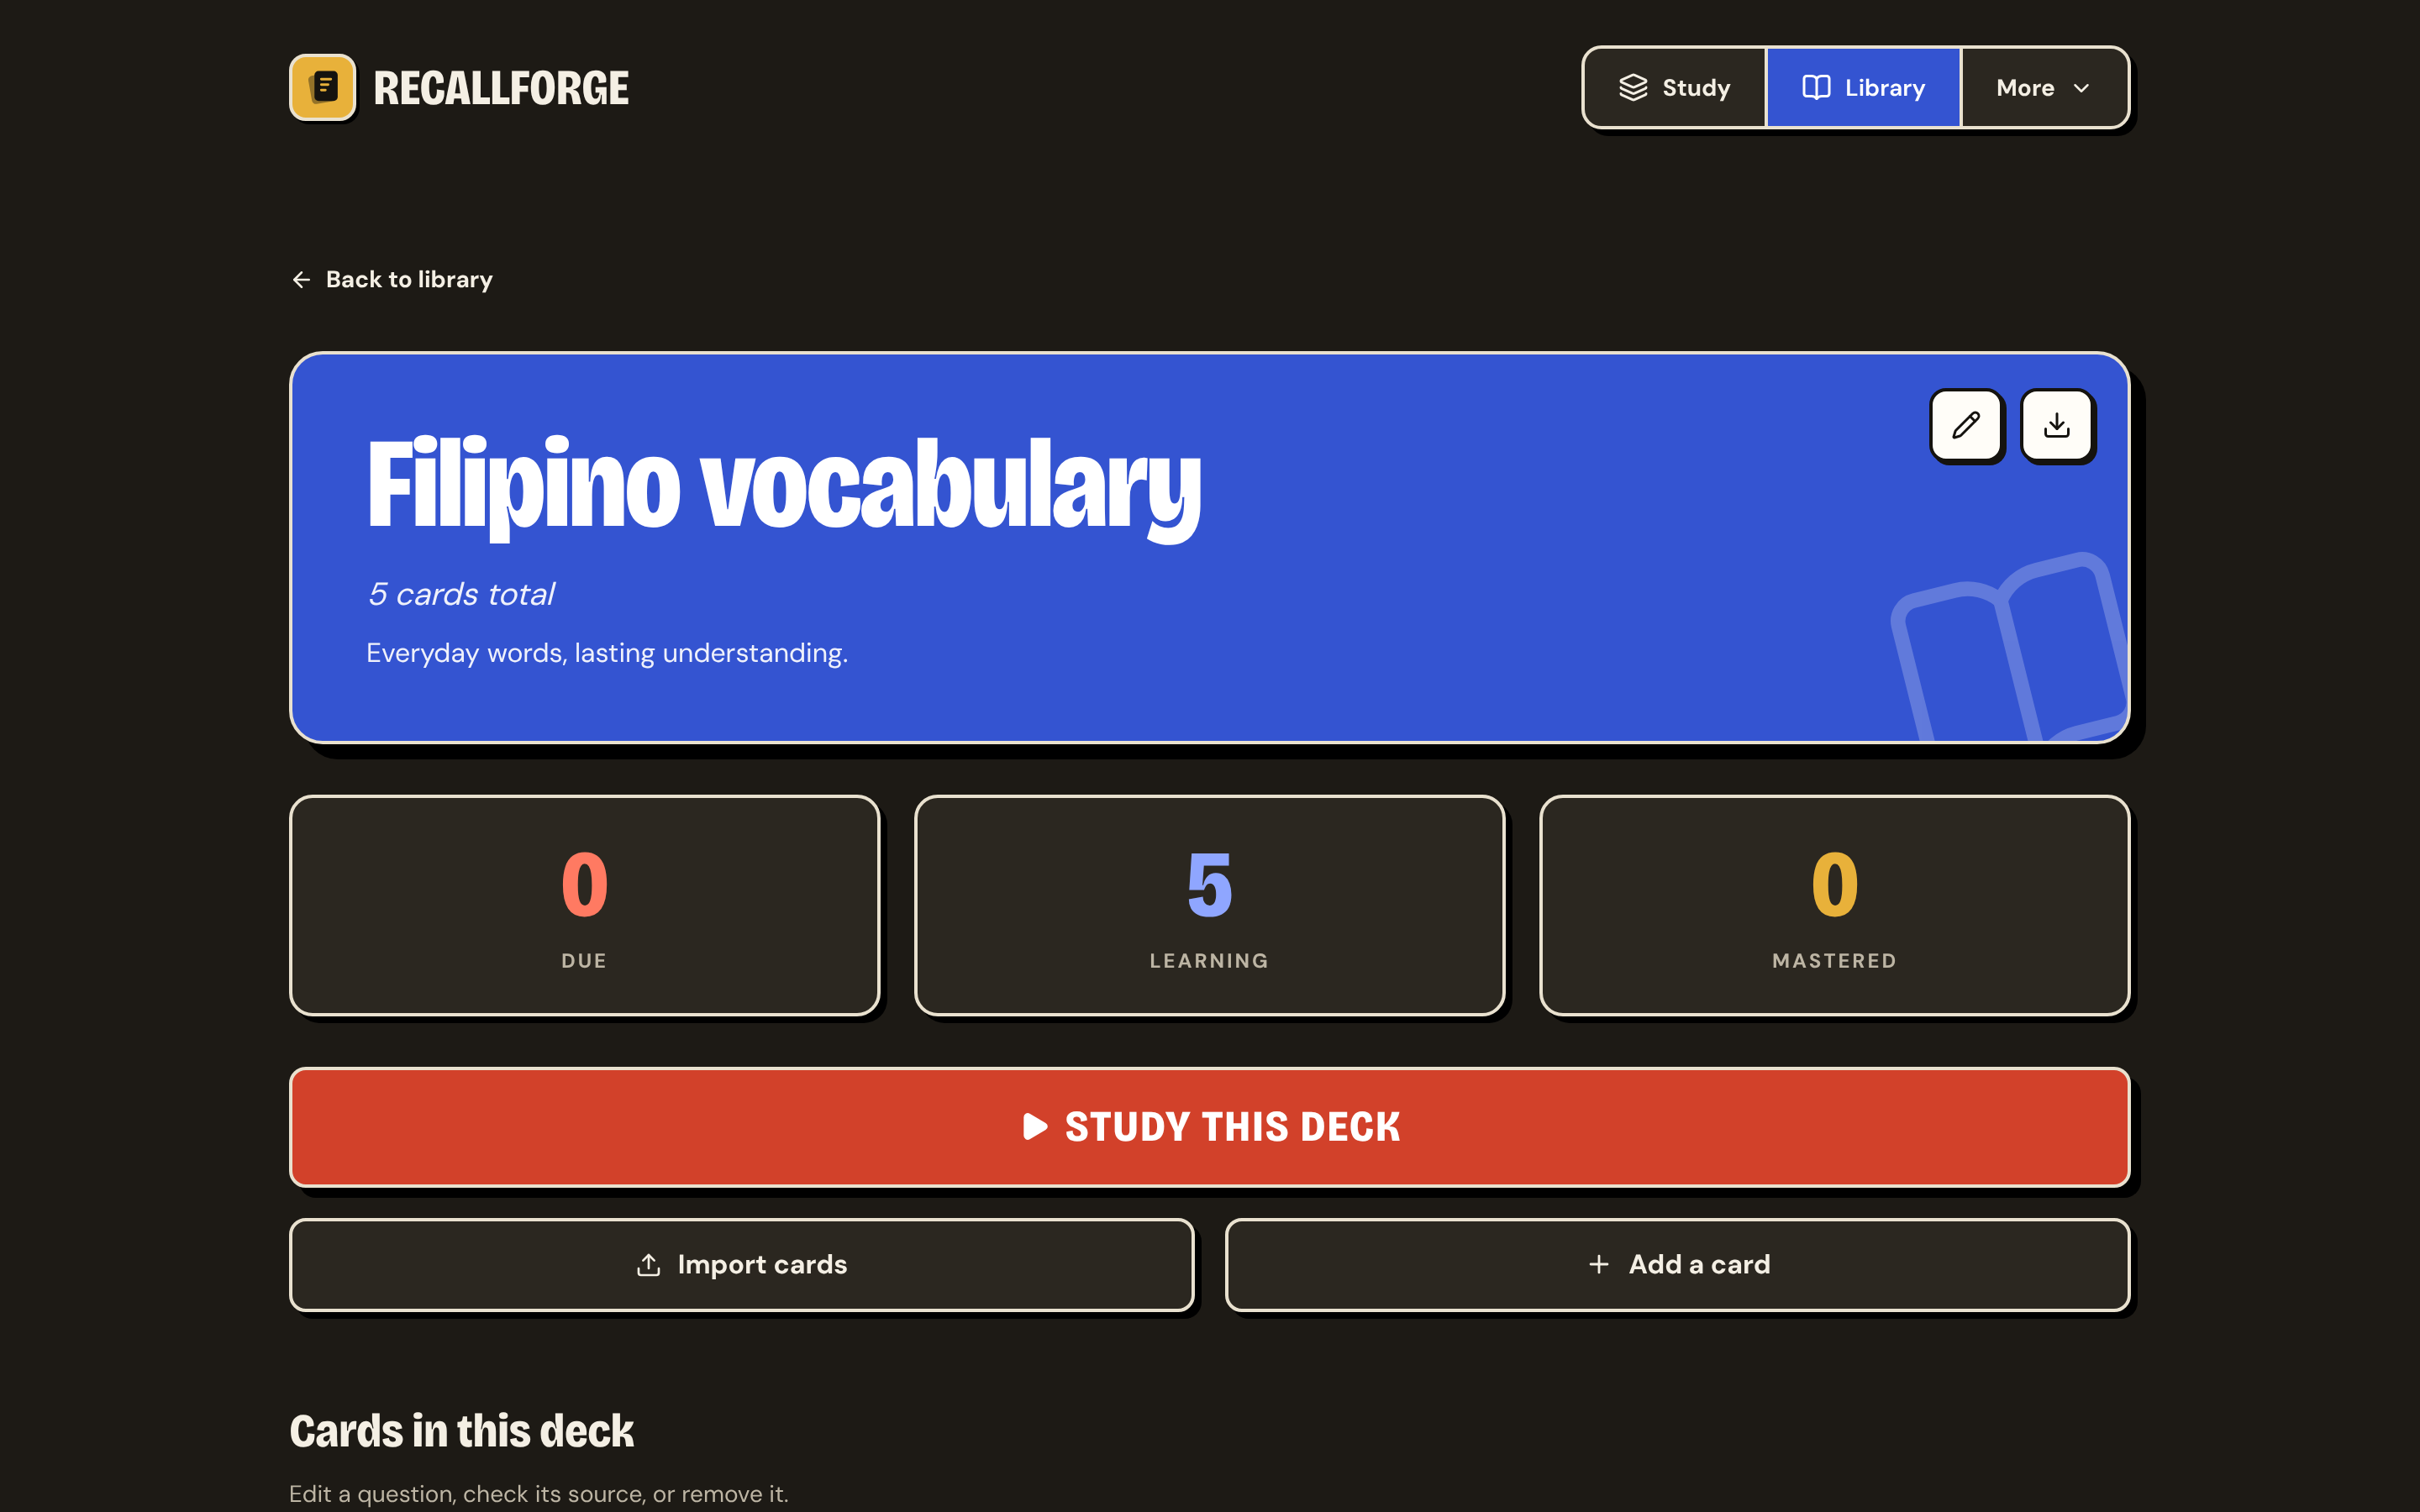 RECALLFORGE
Study
Library
More
Back to library
Filipino vocabulary
5 cards total
Everyday words, lasting understanding.
0
DUE
5
LEARNING
0
MASTERED
STUDY THIS DECK
Import cards
Add a card
Cards in this deck
Edit a question, check its source, or remove it.